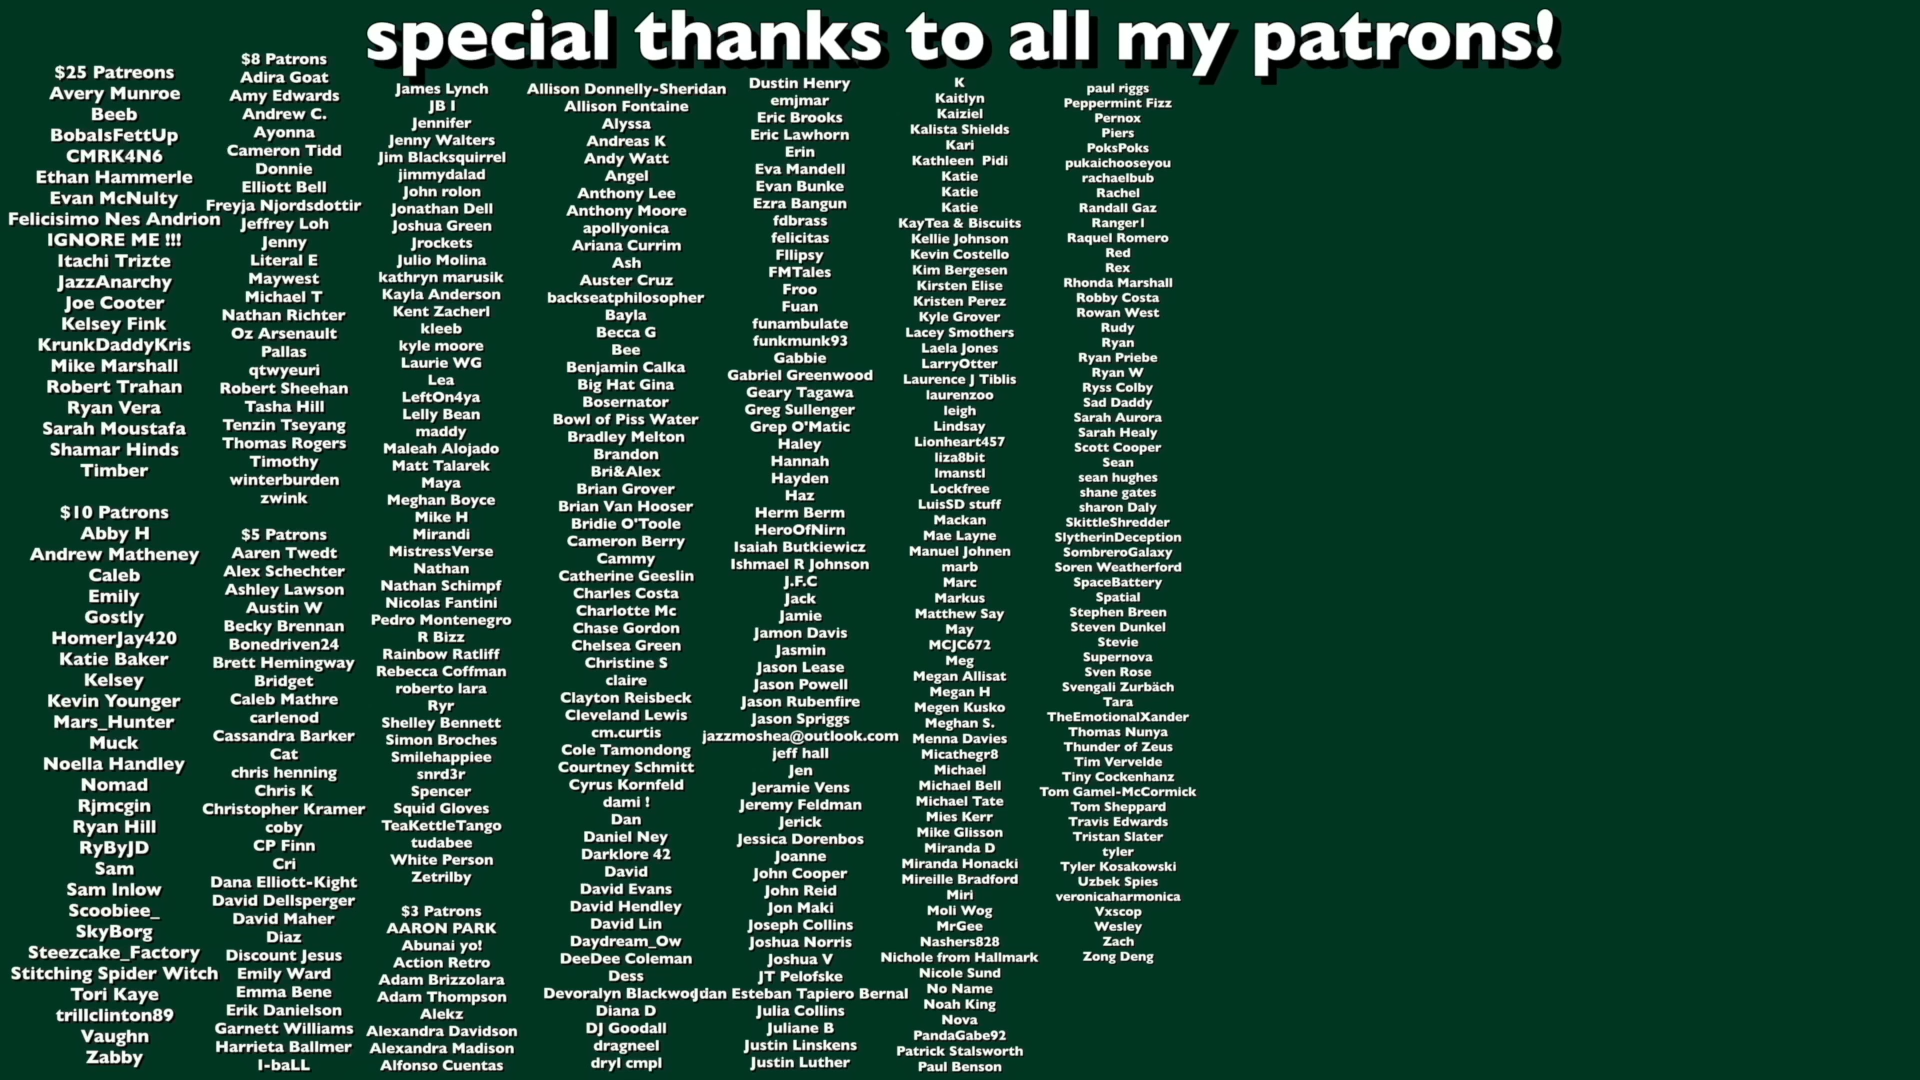 special thanks to all my patrons!
$25 Patreons
Avery Munroe
Beeb
BobaIsFettUp
CMRK4N6
Ethan Hammerle
Evan McNulty
Felicisimo Nes Andrion
IGNORE ME !!!
Itachi Trizte
JazzAnarchy
Joe Cooter
Kelsey Fink
KrunkDaddyKris
Mike Marshall
Robert Trahan
Ryan Vera
Sarah Moustafa
Shamar Hinds
Timber
$10 Patrons
Abby H
Andrew Matheney
Caleb
Emily
Gostly
HomerJay420
Katie Baker
Kelsey
Kevin Younger
Mars_Hunter
Muck
Noella Handley
Nomad
Rjmcgin
Ryan Hill
RyByJD
Sam
Sam Inlow
Scoobiee_
SkyBorg
Steezcake_Factory
Stitching Spider Witch
Tori Kaye
trillclinton89
Vaughn
Zabby
$8 Patrons
Adira Goat
Amy Edwards
Andrew C.
Ayonna
Cameron Tidd
Donnie
Elliott Bell
Freyja Njordsdottir
Jeffrey Loh
Jenny
Literal E
Maywest
Michael T
Nathan Richter
Oz Arsenault
Pallas
qtwyeuri
Robert Sheehan
Tasha Hill
Tenzin Tseyang
Thomas Rogers
Timothy
winterburden
zwink
$5 Patrons
Aaren Twedt
Alex Schechter
Ashley Lawson
Austin W
Becky Brennan
Bonedriven24
Brett Hemingway
Bridget
Caleb Mathre
carlenod
Cassandra Barker
Cat
chris henning
Chris K
Christopher Kramer
coby
CP Finn
Cri
Dana Elliott-Kight
David Dellsperger
David Maher
Diaz
Discount Jesus
Emily Ward
Emma Bene
Erik Danielson
Garnett Williams
Harrieta Ballmer
I-baLL
James Lynch
JB I
Jennifer
Jenny Walters
Jim Blacksquirrel
jimmydalad
John rolon
Jonathan Dell
Joshua Green
Jrockets
Julio Molina
kathryn marusik
Kayla Anderson
Kent Zacherl
kleeb
kyle moore
Laurie WG
Lea
LeftOn4ya
Lelly Bean
maddy
Maleah Alojado
Matt Talarek
Maya
Meghan Boyce
Mike H
Mirandi
MistressVerse
Nathan
Nathan Schimpf
Nicolas Fantini
Pedro Montenegro
R Bizz
Rainbow Ratliff
Rebecca Coffman
roberto lara
Ryr
Shelley Bennett
Simon Broches
Smilehappiee
snrd3r
Spencer
Squid Gloves
TeaKettleTango
tudabee
White Person
Zetrilby
$3 Patrons
AARON PARK
Abunai yo!
Action Retro
Adam Brizzolara
Adam Thompson
Alekz
Alexandra Davidson
Alexandra Madison
Alfonso Cuentas
Allison Donnelly-Sheridan
Allison Fontaine
Alyssa
Andreas K
Andy Watt
Angel
Anthony Lee
Anthony Moore
apollyonica
Ariana Currim
Ash
Auster Cruz
backseatphilosopher
Bayla
Becca G
Bee
Benjamin Calka
Big Hat Gina
Bosernator
Bowl of Piss Water
Bradley Melton
Brandon
Bri&Alex
Brian Grover
Brian Van Hooser
Bridie O'Toole
Cameron Berry
Cammy
Catherine Geeslin
Charles Costa
Charlotte Mc
Chase Gordon
Chelsea Green
Christine S
claire
Clayton Reisbeck
Cleveland Lewis
cm.curtis
Cole Tamondong
Courtney Schmitt
Cyrus Kornfeld
dami !
Dan
Daniel Ney
Darklore 42
David
David Evans
David Hendley
David Lin
Daydream_Ow
DeeDee Coleman
Dess
Devoralyn
Diana D
DJ Goodall
dragneel
dryl cmpl
Dustin Henry
emjmar
Eric Brooks
Eric Lawhorn
Erin
Eva Mandell
Evan Bunke
Ezra Bangun
fdbrass
felicitas
Fllipsy
FMTales
Froo
Fuan
funambulate
funkmunk93
Gabbie
Gabriel Greenwood
Geary Tagawa
Greg Sullenger
Grep O'Matic
Haley
Hannah
Hayden
Haz
Herm Berm
HeroOfNirn
Isaiah Butkiewicz
Ishmael R Johnson
J.F.C
Jack
Jamie
Jamon Davis
Jasmin
Jason Lease
Jason Powell
Jason Rubenfire
Jason Spriggs
jazzmoshea@outlook.com
jeff hall
Jen
Jeramie Vens
Jeremy Feldman
Jerick
Jessica Dorenbos
Joanne
John Cooper
John Reid
Jon Maki
Joseph Collins
Joshua Norris
Joshua V
JT Pelofske
Esteban Tapiero Bernal
Julia Collins
Juliane B
Justin Linskens
Justin Luther
K
Kaitlyn
Kaiziel
Kalista Shields
Kari
Kathleen  Pidi
Katie
Katie
Katie
KayTea & Biscuits
Kellie Johnson
Kevin Costello
Kim Bergesen
Kirsten Elise
Kristen Perez
Kyle Grover
Lacey Smothers
Laela Jones
LarryOtter
Laurence J Tiblis
laurenzoo
leigh
Lindsay
Lionheart457
liza8bit
lmanstl
Lockfree
LuisSD stuff
Mackan
Mae Layne
Manuel Johnen
marb
Marc
Markus
Matthew Say
May
MCJC672
Meg
Megan Allisat
Megan H
Megen Kusko
Meghan S.
Menna Davies
Micathegr8
Michael
Michael Bell
Michael Tate
Mies Kerr
Mike Glisson
Miranda D
Miranda Honacki
Mireille Bradford
Miri
Moli Wog
MrGee
Nashers828
Nichole from Hallmark
Nicole Sund
No Name
Noah King
Nova
PandaGabe92
Patrick Stalsworth
Paul Benson
paul riggs
Peppermint Fizz
Pernox
Piers
PoksPoks
pukaichooseyou
rachaelbub
Rachel
Randall Gaz
Ranger1
Raquel Romero
Red
Rex
Rhonda Marshall
Robby Costa
Rowan West
Rudy
Ryan
Ryan Priebe
Ryan W
Ryss Colby
Sad Daddy
Sarah Aurora
Sarah Healy
Scott Cooper
Sean
sean hughes
shane gates
sharon Daly
SkittleShredder
SlytherinDeception
SombreroGalaxy
Soren Weatherford
SpaceBattery
Spatial
Stephen Breen
Steven Dunkel
Stevie
Supernova
Sven Rose
Svengali Zurbäch
Tara
TheEmotionalXander
Thomas Nunya
Thunder of Zeus
Tim Vervelde
Tiny Cockenhanz
Tom Gamel-McCormick
Tom Sheppard
Travis Edwards
Tristan Slater
tyler
Tyler Kosakowski
Uzbek Spies
veronicaharmonica
Vxscop
Wesley
Zach
Zong Deng